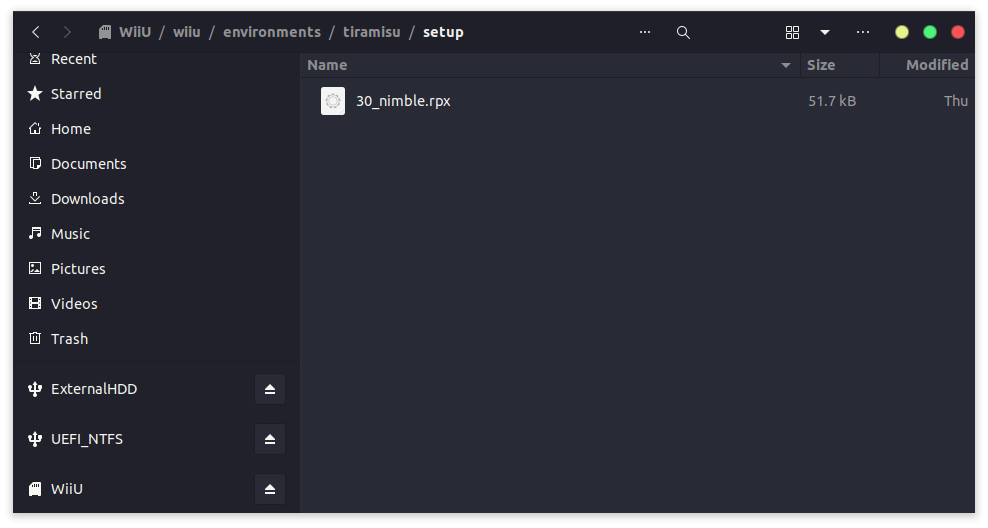 WiiU / wiiu / environments / tiramisu / setup
Recent
Starred
Home
Documents
Downloads
Music
Pictures
Videos
Trash
ExternalHDD
UEFI_NTFS
WiiU
Name Size Modified
30_nimble.rpx 51.7 kB Thu